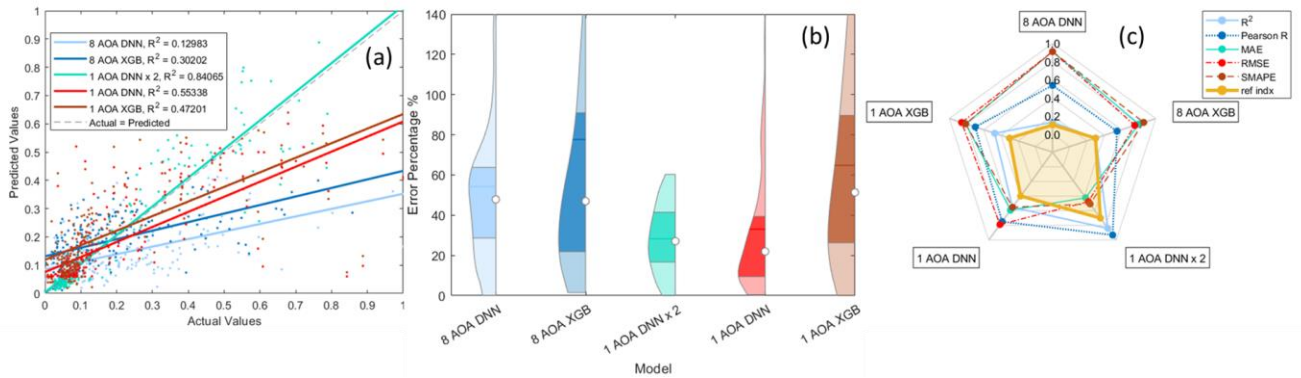 (a)
8 AOA DNN, R² = 0.12983
8 AOA XGB, R² = 0.30202
1 AOA DNN x 2, R² = 0.84065
1 AOA DNN, R² = 0.55338
1 AOA XGB, R² = 0.47201
Actual = Predicted
Predicted Values
1
0.9
0.8
0.7
0.6
0.5
0.4
0.3
0.2
0.1
0
0 0.1 0.2 0.3 0.4 0.5 0.6 0.7 0.8 0.9 1
Actual Values
(b)
Error Percentage %
140
120
100
80
60
40
20
0
8 AOA DNN
8 AOA XGB
1 AOA DNN x 2
1 AOA DNN
1 AOA XGB
Model
(c)
8 AOA DNN
1.0
0.8
0.6
0.4
0.2
0.0
1 AOA XGB
8 AOA XGB
1 AOA DNN
1 AOA DNN x 2
R²
Pearson R
MAE
RMSE
SMAPE
ref indx